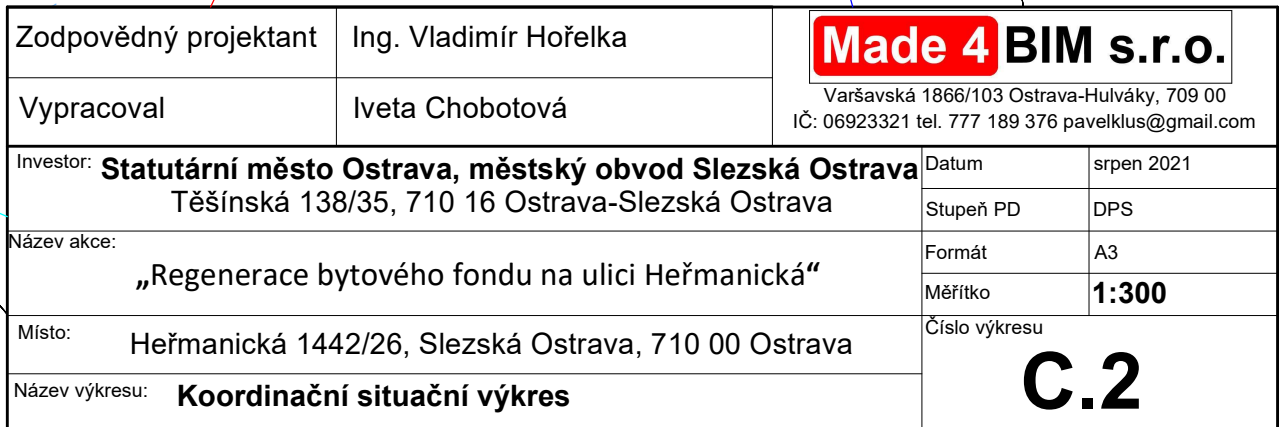 Zodpovědný projektant Ing. Vladimír Hořelka
Vypracoval Iveta Chobotová
Made 4 BIM s.r.o.
Varšavská 1866/103 Ostrava-Hulváky, 709 00
IČ: 06923321 tel. 777 189 376 pavelklus@gmail.com
Investor: Statutární město Ostrava, městský obvod Slezská Ostrava
Těšínská 138/35, 710 16 Ostrava-Slezská Ostrava
Datum srpen 2021
Stupeň PD DPS
Název akce:
„Regenerace bytového fondu na ulici Heřmanická“
Formát A3
Měřítko 1:300
Místo: Heřmanická 1442/26, Slezská Ostrava, 710 00 Ostrava
Název výkresu: Koordinační situační výkres
Číslo výkresu
C.2